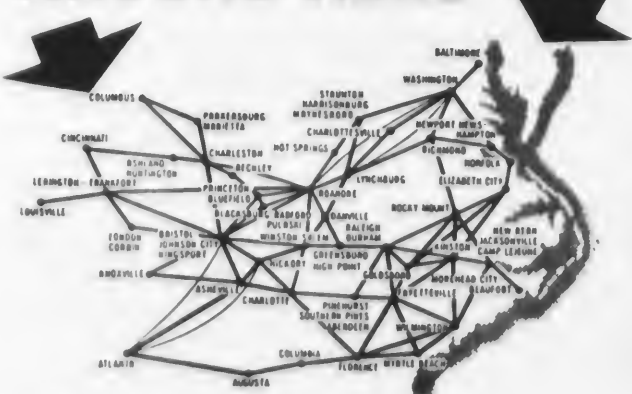 BALTIMORE
WASHINGTON
COLUMBUS
STAUNTON
HARRISONBURG
WAYNESBORO
PARKERSBURG
MARIETTA
CHARLOTTESVILLE
NEWPORT NEWS-
HAMPTON
CINCINNATI
CHARLESTON
HOT SPRINGS
RICHMOND
NORFOLK
ASHLAND
HUNTINGTON
BECKLEY
LYNCHBURG
ELIZABETH CITY
LEXINGTON-FRANKFORT
PRINCETON
BLUEFIELD
ROANOKE
LOUISVILLE
BLACKSBURG RADFORD
PULASKI
DANVILLE
ROCKY MOUNT
LONDON
CORBIN
BRISTOL
JOHNSON CITY
KINGSPORT
WINSTON SALEM
RALEIGH
DURHAM
NEW BERN
JACKSONVILLE
CAMP LEJEUNE
KINSTON
GREENSBORO
HIGH POINT
HICKORY
GOLDSBORO
KNOXVILLE
MOREHEAD CITY
BEAUFORT
ASHEVILLE
CHARLOTTE
PINEHURST
SOUTHERN PINES
ABERDEEN
FAYETTEVILLE
WILMINGTON
ATLANTA
COLUMBIA
FLORENCE
MYRTLE BEACH
AUGUSTA